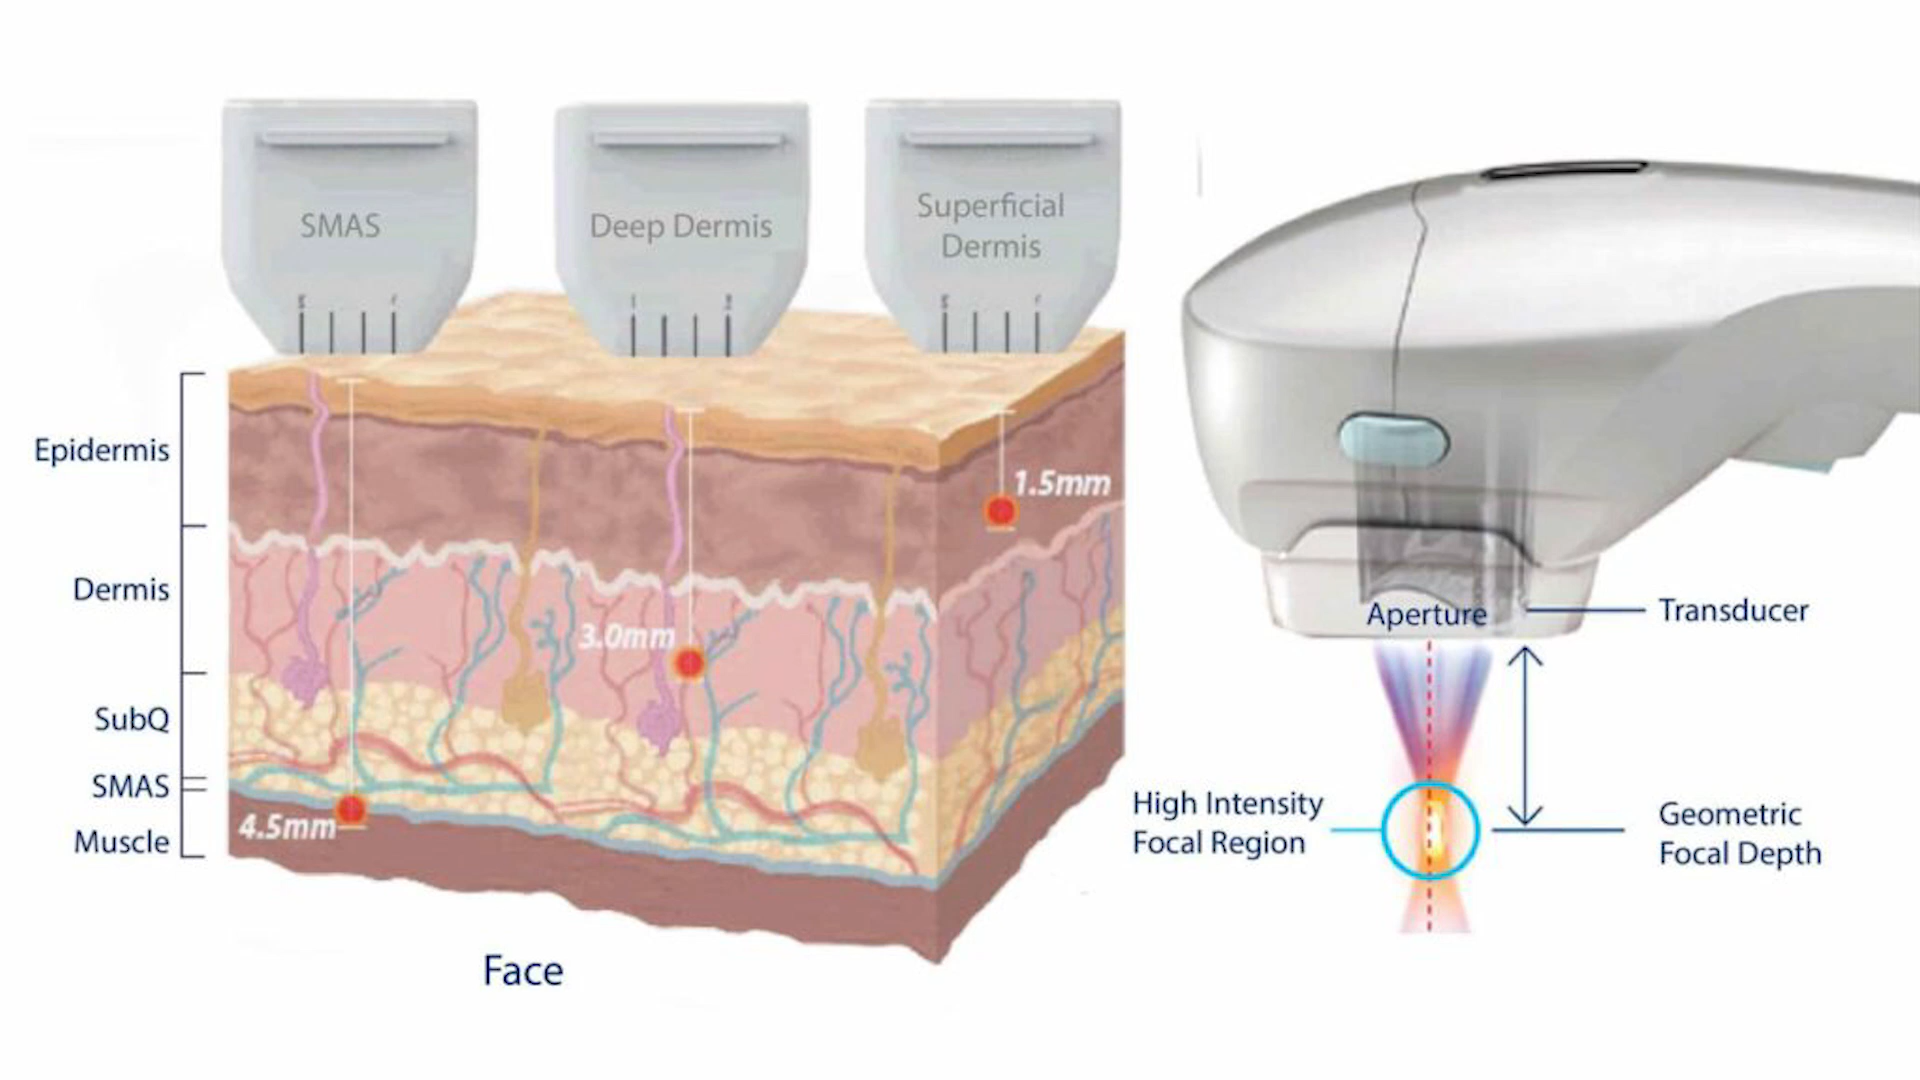 SMAS
Deep Dermis
Superficial
Dermis
Epidermis
Dermis
SubQ
SMAS
Muscle
1.5mm
3.0mm
4.5mm
Face
Aperture
Transducer
High Intensity
Focal Region
Geometric
Focal Depth